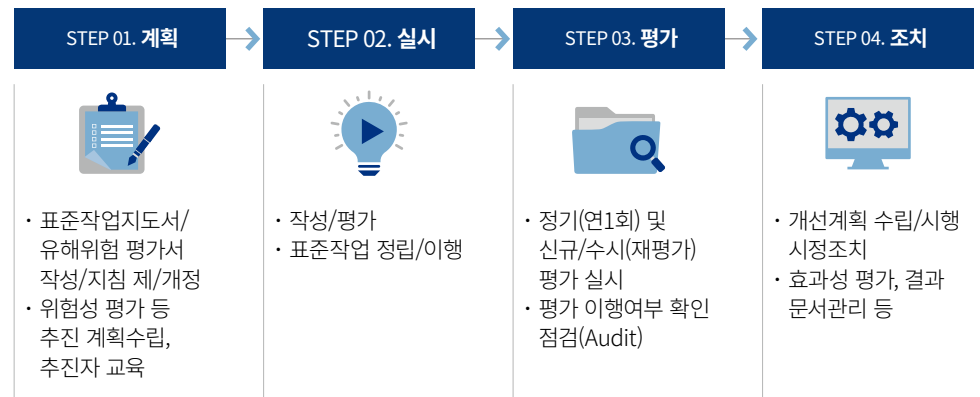 STEP 01. 계획
STEP 02. 실시
STEP 03. 평가
STEP 04. 조치
· 표준작업지도서/
유해위험 평가서
작성/지침 제/개정
· 위험성 평가 등
추진 계획수립,
추진자 교육
· 작성/평가
· 표준작업 정립/이행
· 정기(연1회) 및
신규/수시(재평가)
평가 실시
· 평가 이행여부 확인
점검(Audit)
· 개선계획 수립/시행
시정조치
· 효과성 평가, 결과
문서관리 등